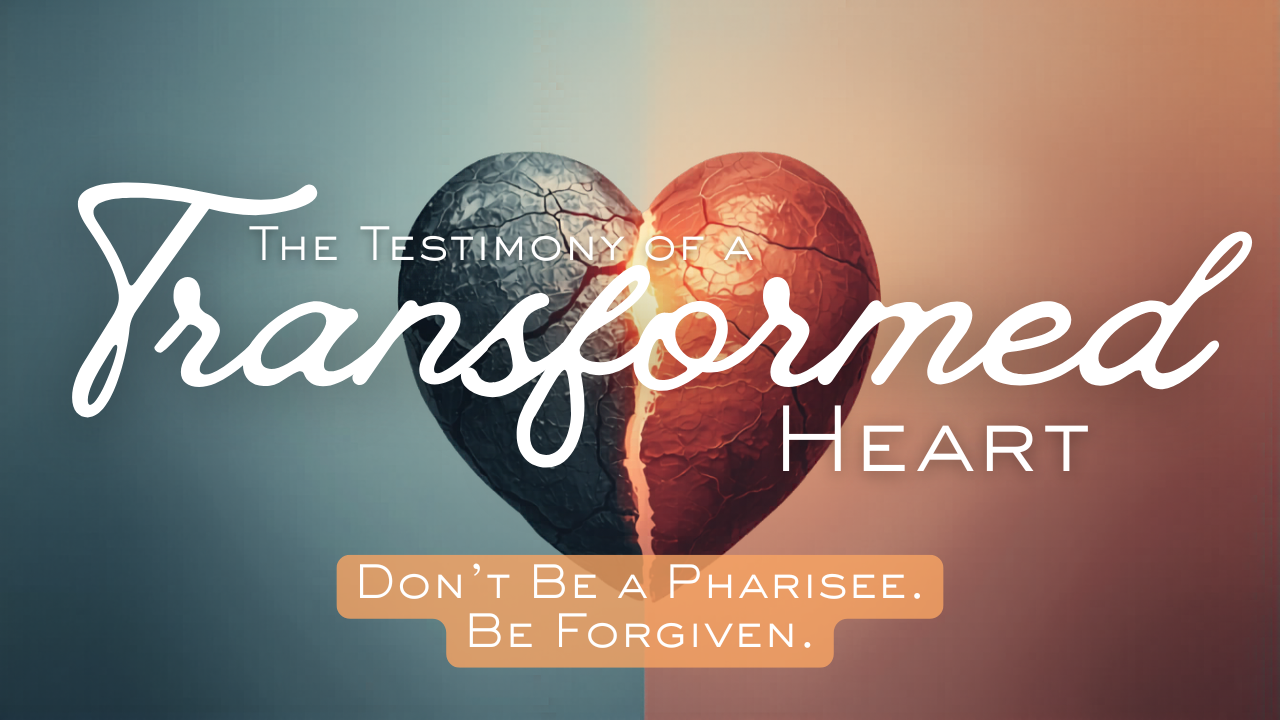 The Testimony of a
Transformed
Heart
Don't Be a Pharisee.
Be Forgiven.